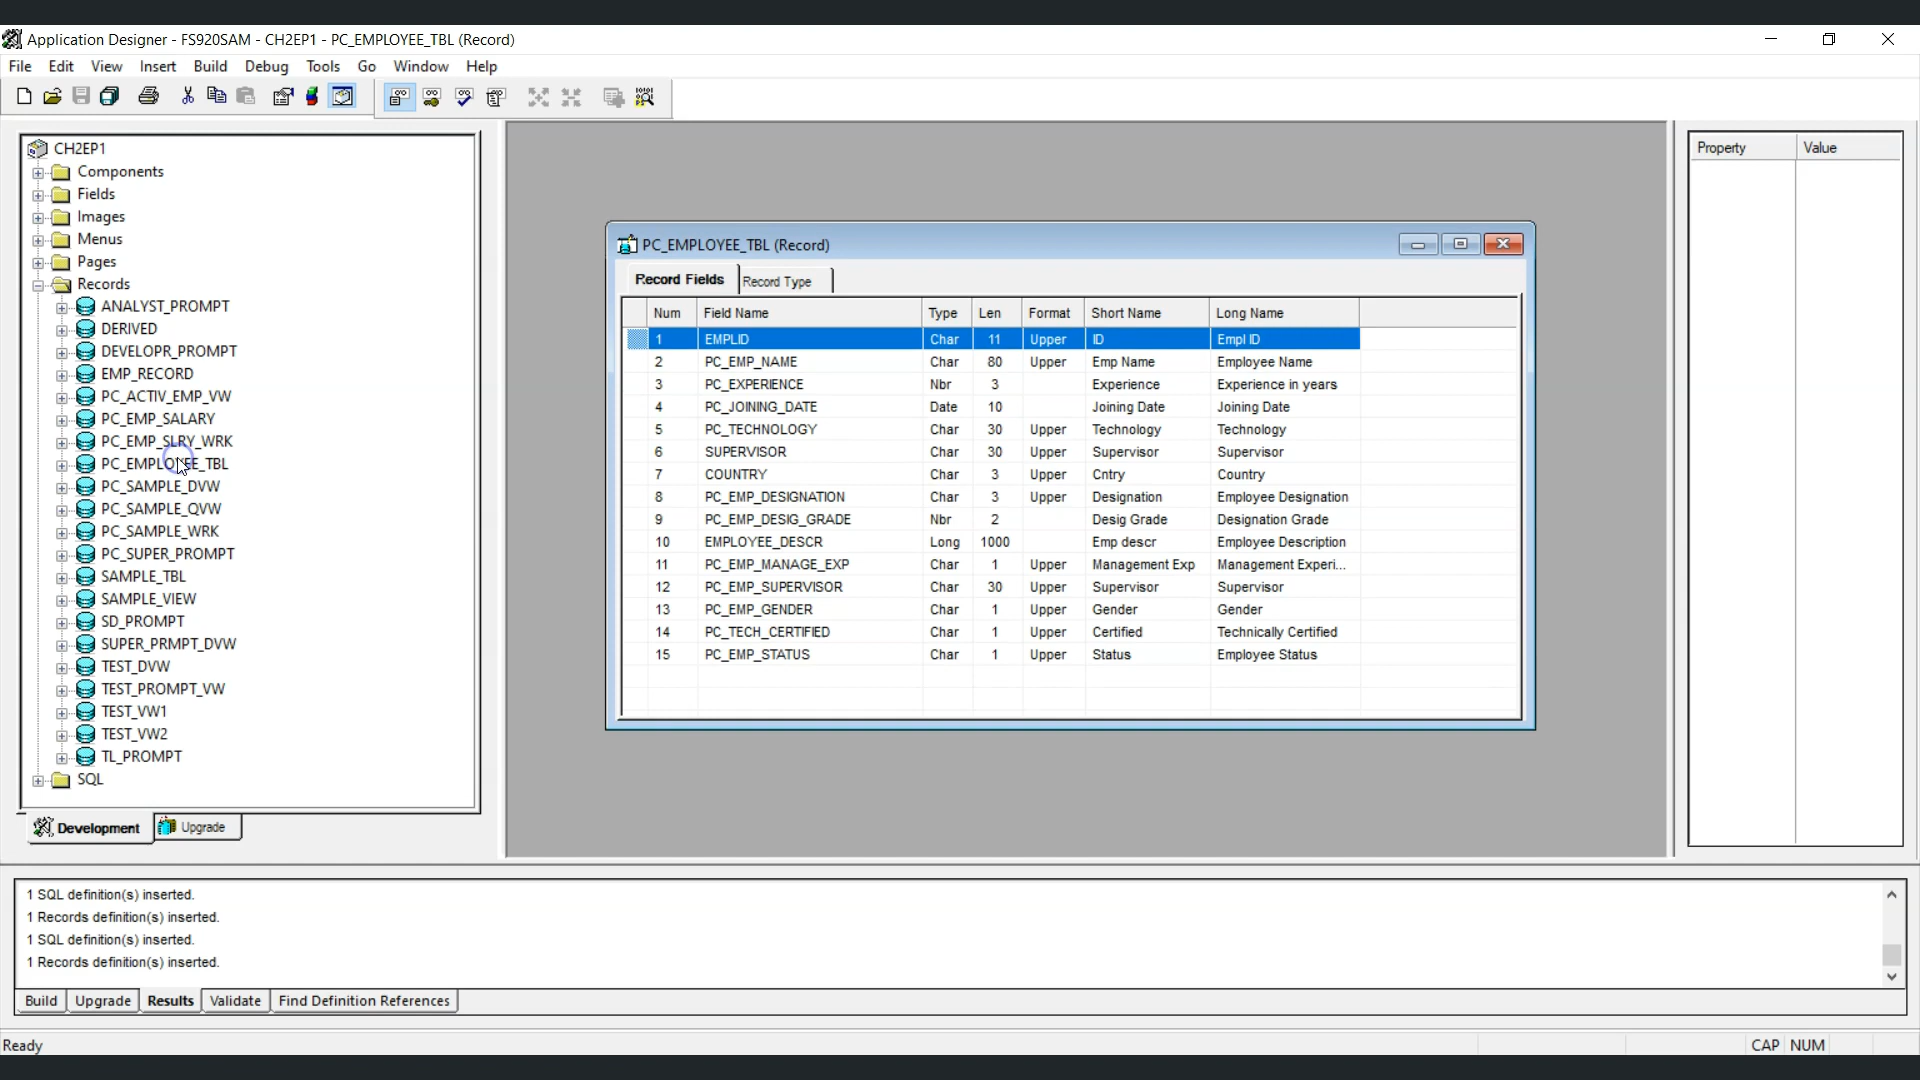 Application Designer - FS920SAM - CH2EP1 - PC_EMPLOYEE_TBL (Record)
File Edit View Insert Build Debug Tools Go Window Help
CH2EP1
Components
Fields
Images
Menus
Pages
Records
ANALYST_PROMPT
DERIVED
DEVELOPR_PROMPT
EMP_RECORD
PC_ACTIV_EMP_VW
PC_EMP_SALARY
PC_EMP_SLRY_WRK
PC_EMPLOYEE_TBL
PC_SAMPLE_DVW
PC_SAMPLE_QVW
PC_SAMPLE_WRK
PC_SUPER_PROMPT
SAMPLE_TBL
SAMPLE_VIEW
SD_PROMPT
SUPER_PRMPT_DVW
TEST_DVW
TEST_PROMPT_VW
TEST_VW1
TEST_VW2
TL_PROMPT
SQL
Development Upgrade
PC_EMPLOYEE_TBL (Record)
Record Fields Record Type
Num Field Name Type Len Format Short Name Long Name
1 EMPLID Char 11 Upper ID Empl ID
2 PC_EMP_NAME Char 80 Upper Emp Name Employee Name
3 PC_EXPERIENCE Nbr 3 Experience Experience in years
4 PC_JOINING_DATE Date 10 Joining Date Joining Date
5 PC_TECHNOLOGY Char 30 Upper Technology Technology
6 SUPERVISOR Char 30 Upper Supervisor Supervisor
7 COUNTRY Char 3 Upper Cntry Country
8 PC_EMP_DESIGNATION Char 3 Upper Designation Employee Designation
9 PC_EMP_DESIG_GRADE Nbr 2 Desig Grade Designation Grade
10 EMPLOYEE_DESCR Long 1000 Emp descr Employee Description
11 PC_EMP_MANAGE_EXP Char 1 Upper Management Exp Management Experi...
12 PC_EMP_SUPERVISOR Char 30 Upper Supervisor Supervisor
13 PC_EMP_GENDER Char 1 Upper Gender Gender
14 PC_TECH_CERTIFIED Char 1 Upper Certified Technically Certified
15 PC_EMP_STATUS Char 1 Upper Status Employee Status
Property Value
1 SQL definition(s) inserted.
1 Records definition(s) inserted.
1 SQL definition(s) inserted.
1 Records definition(s) inserted.
Build Upgrade Results Validate Find Definition References
Ready CAP NUM